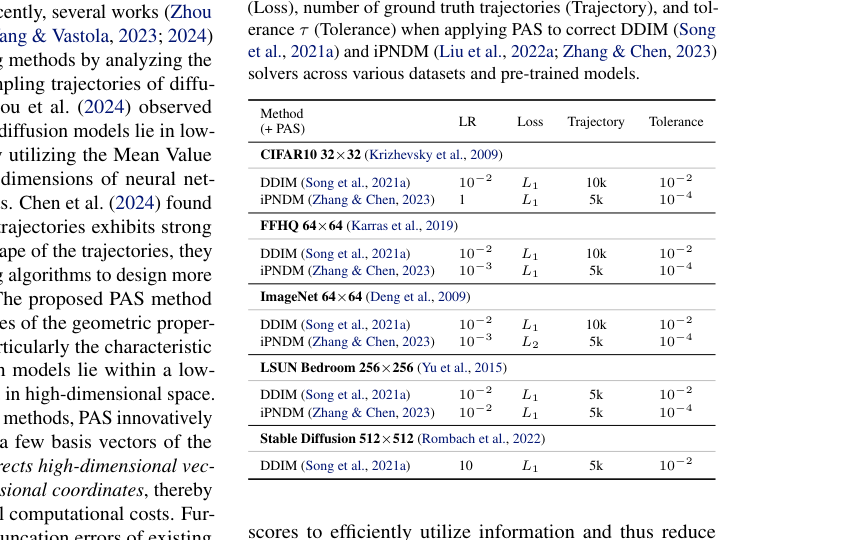 cently, several works (Zhou
ang & Vastola, 2023; 2024)
g methods by analyzing the
mpling trajectories of diffu-
ou et al. (2024) observed
diffusion models lie in low-
y utilizing the Mean Value
dimensions of neural net-
s. Chen et al. (2024) found
trajectories exhibits strong
ape of the trajectories, they
g algorithms to design more
The proposed PAS method
es of the geometric proper-
rticularly the characteristic
n models lie within a low-
in high-dimensional space.
methods, PAS innovatively
a few basis vectors of the
rects high-dimensional vec-
sional coordinates, thereby
l computational costs. Fur-
runcation errors of existing
(Loss), number of ground truth trajectories (Trajectory), and tol-
erance τ (Tolerance) when applying PAS to correct DDIM (Song
et al., 2021a) and iPNDM (Liu et al., 2022a; Zhang & Chen, 2023)
solvers across various datasets and pre-trained models.
Method (+ PAS) LR Loss Trajectory Tolerance
CIFAR10 32×32 (Krizhevsky et al., 2009)
DDIM (Song et al., 2021a) 10⁻² L₁ 10k 10⁻²
iPNDM (Zhang & Chen, 2023) 1 L₁ 5k 10⁻⁴
FFHQ 64×64 (Karras et al., 2019)
DDIM (Song et al., 2021a) 10⁻² L₁ 10k 10⁻²
iPNDM (Zhang & Chen, 2023) 10⁻³ L₁ 5k 10⁻⁴
ImageNet 64×64 (Deng et al., 2009)
DDIM (Song et al., 2021a) 10⁻² L₁ 10k 10⁻²
iPNDM (Zhang & Chen, 2023) 10⁻³ L₂ 5k 10⁻⁴
LSUN Bedroom 256×256 (Yu et al., 2015)
DDIM (Song et al., 2021a) 10⁻² L₁ 5k 10⁻²
iPNDM (Zhang & Chen, 2023) 10⁻² L₁ 5k 10⁻⁴
Stable Diffusion 512×512 (Rombach et al., 2022)
DDIM (Song et al., 2021a) 10 L₁ 5k 10⁻²
scores to efficiently utilize information and thus reduce